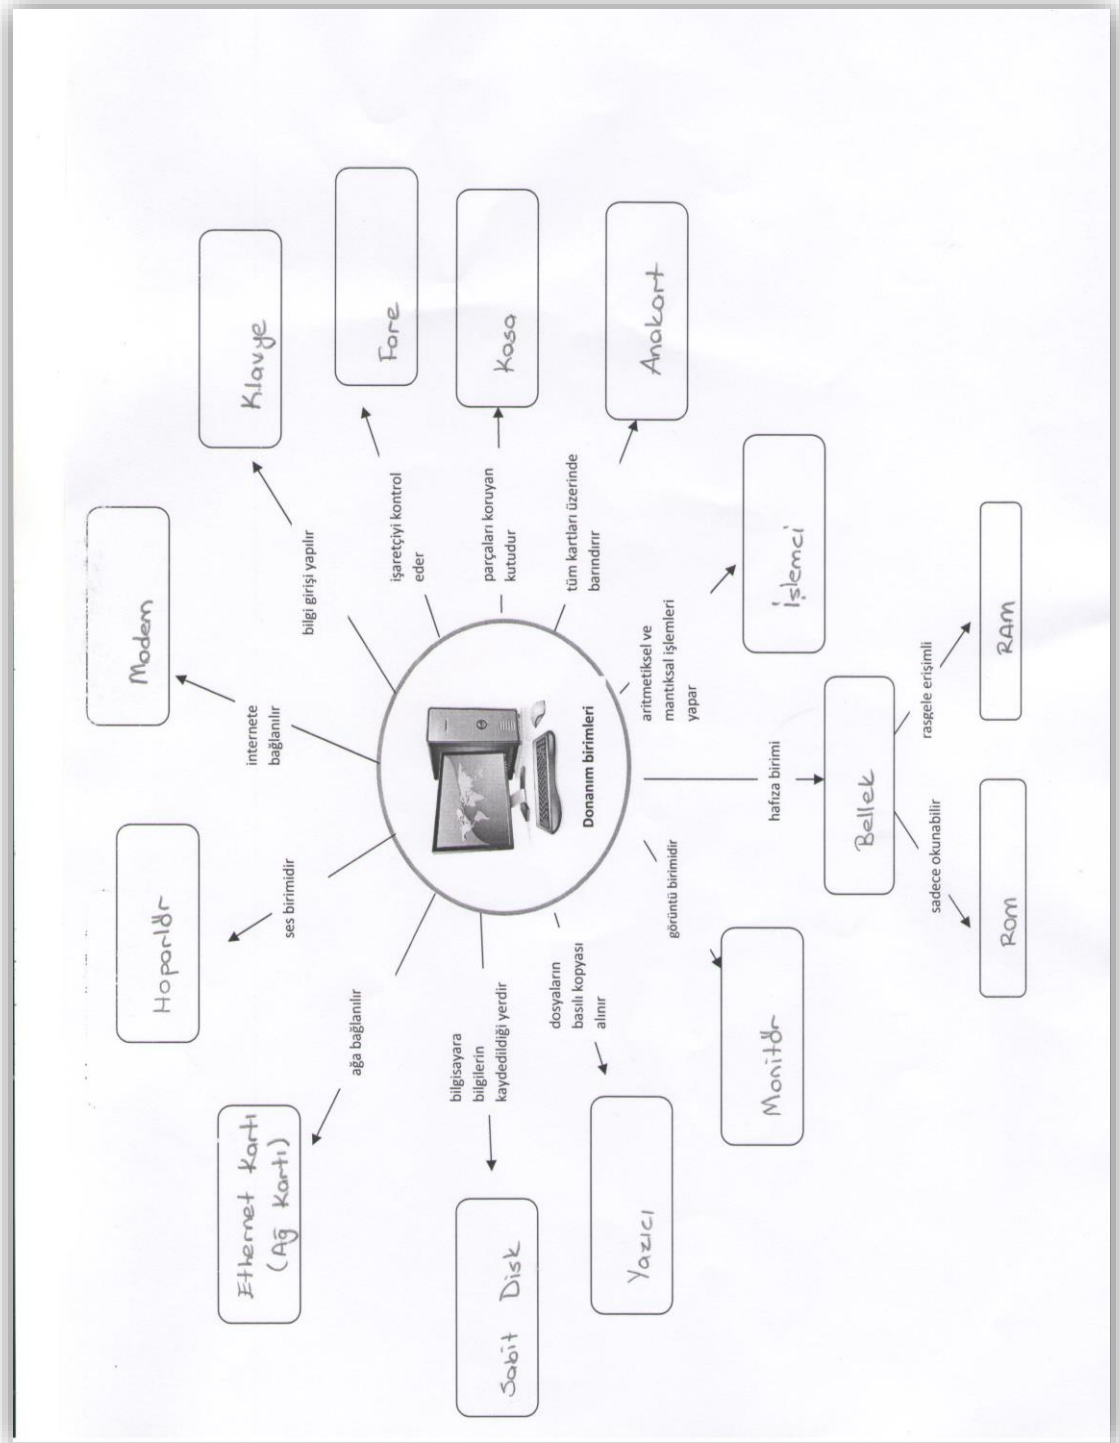 Modem
internete
bağlanılır
Hoparlör
ses birimidir
Klavye
bilgi girişi yapılır
Ethernet Kartı
(Ağ Kartı)
ağa bağlanılır
Fare
işaretçiyi kontrol
eder
Sabit Disk
bilgisayara
bilgilerin
kaydedildiği yerdir
Kasa
parçaları koruyan
kutudur
Donanım birimleri
Yazıcı
dosyaların
basılı kopyası
alınır
Anakart
tüm kartları üzerinde
barındırır
Monitör
görüntü birimidir
aritmetiksel ve
mantıksal işlemleri
yapar
İşlemci
hafıza birimi
Bellek
sadece okunabilir
rasgele erişimli
Rom
RAM